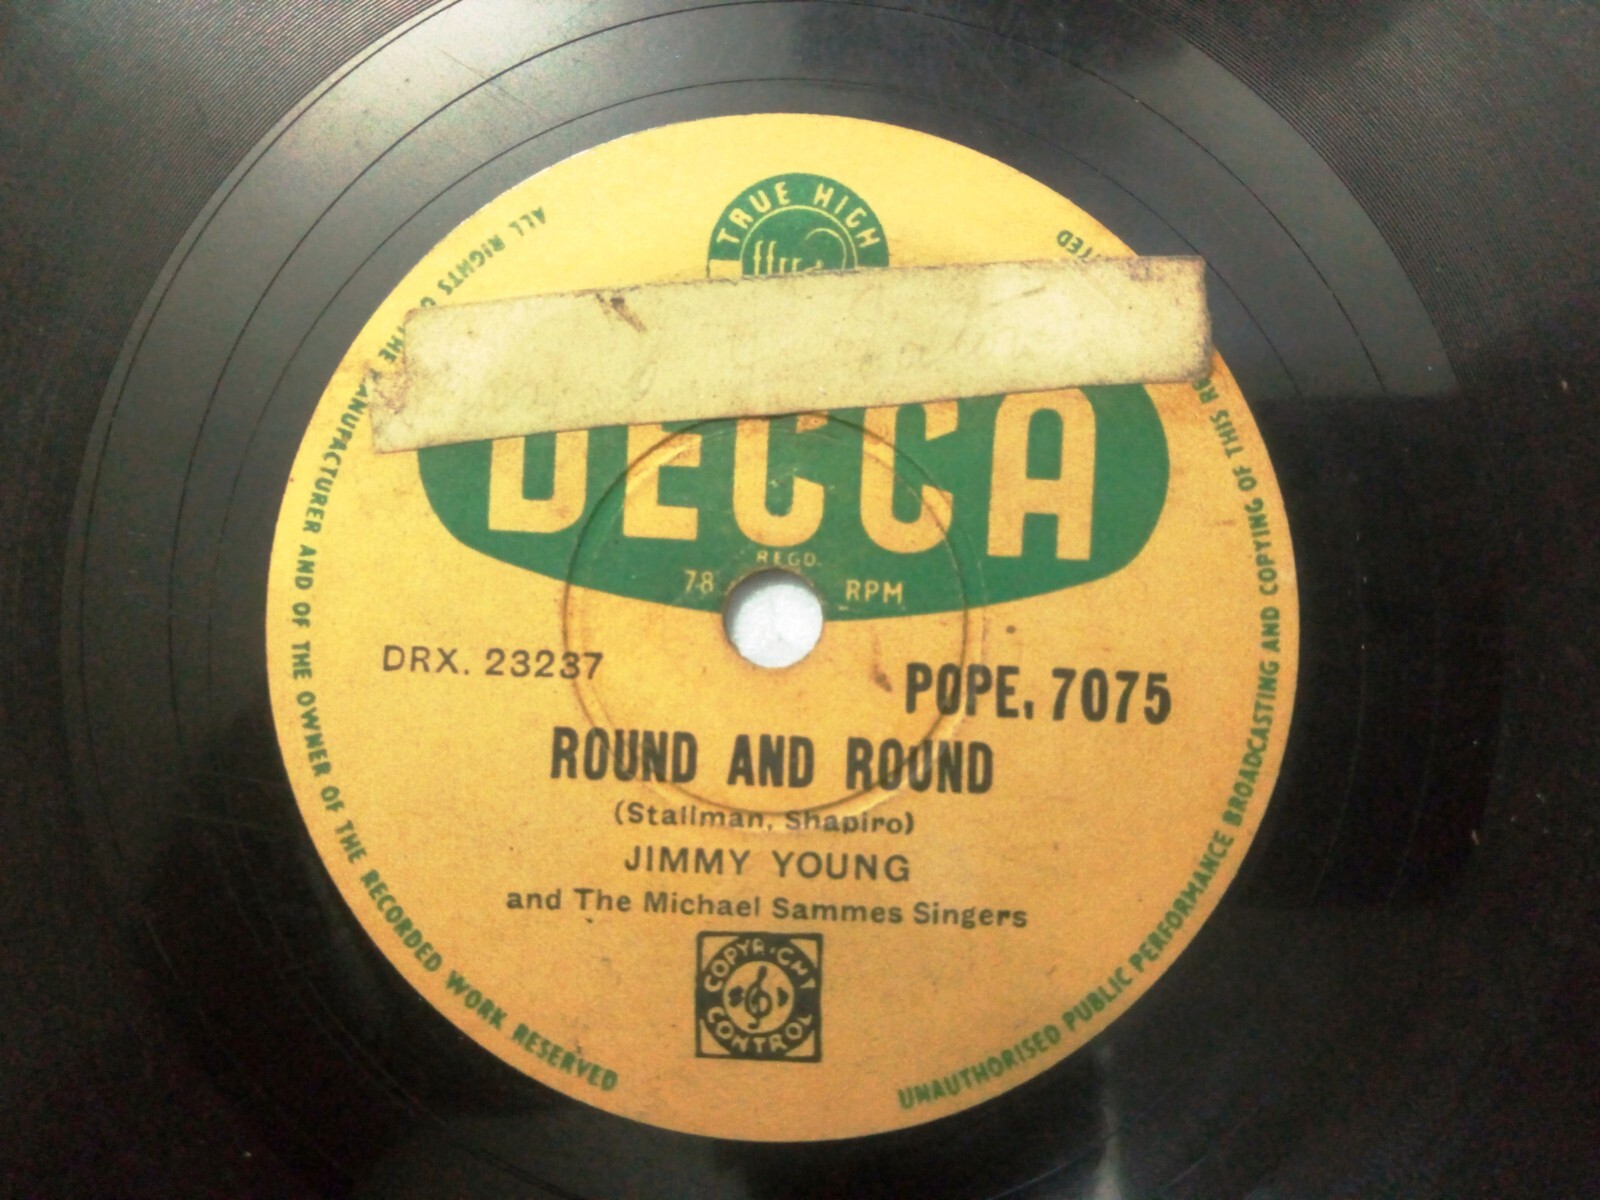 TRUE HIGH
DECCA
REGD.
78 RPM
DRX. 23237
POPE. 7075
ROUND AND ROUND
(Stallman, Shapiro)
JIMMY YOUNG
and The Michael Sammes Singers
COPYRIGHT
CONTROL
ALL RIGHTS THE MANUFACTURER AND OF THE OWNER OF THE RECORDED WORK RESERVED
UNAUTHORISED PUBLIC PERFORMANCE BROADCASTING AND COPYING OF THIS